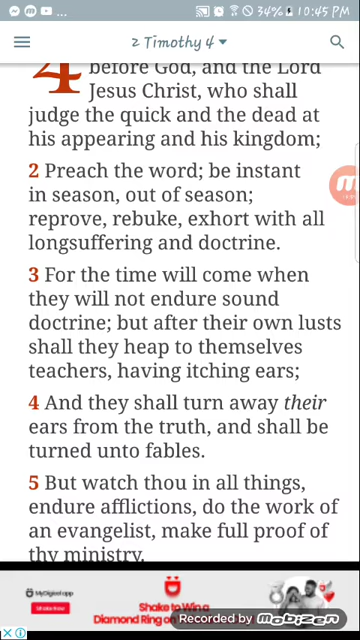 34% 10:45 PM
2 Timothy 4
4 before God, and the Lord
Jesus Christ, who shall
judge the quick and the dead at
his appearing and his kingdom;
2 Preach the word; be instant
in season, out of season;
reprove, rebuke, exhort with all
longsuffering and doctrine.
3 For the time will come when
they will not endure sound
doctrine; but after their own lusts
shall they heap to themselves
teachers, having itching ears;
4 And they shall turn away their
ears from the truth, and shall be
turned unto fables.
5 But watch thou in all things,
endure afflictions, do the work of
an evangelist, make full proof of
thy ministry.
MyDigicel app
Shake Now
Shake to Win a
Diamond Ring on
Recorded by Mobizen